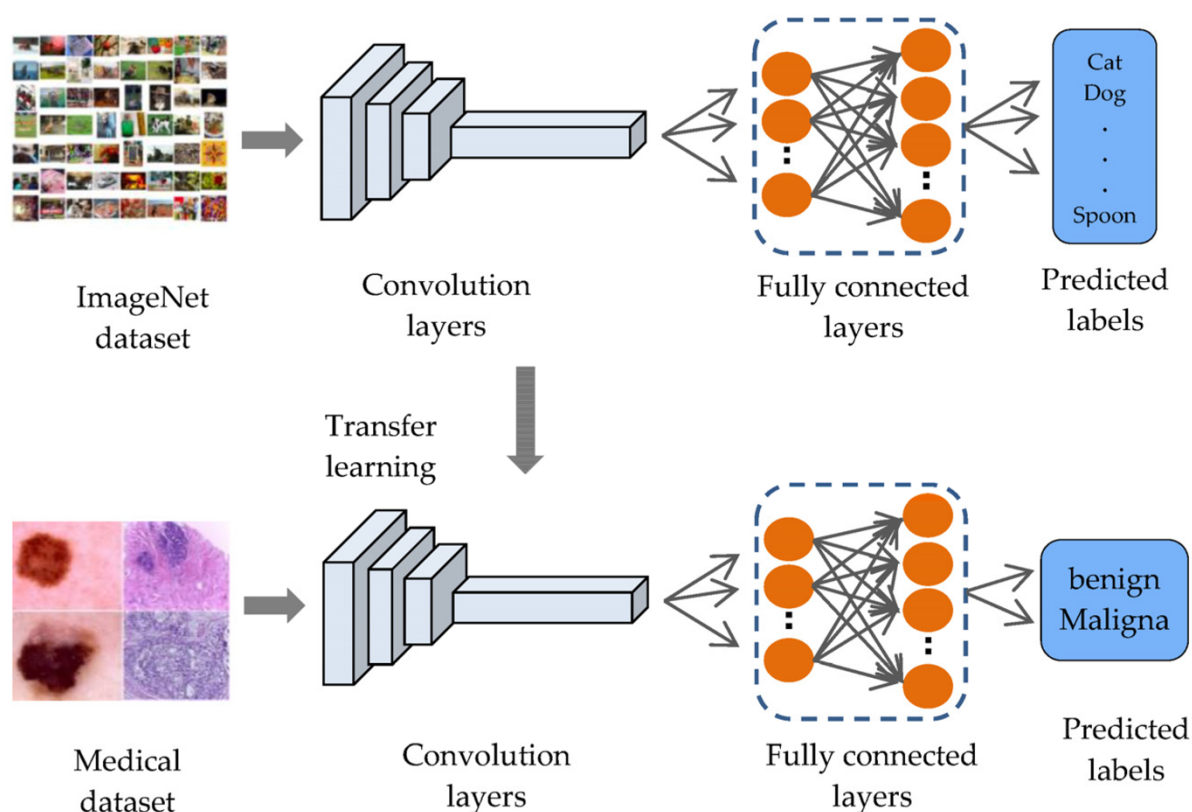 Cat
Dog
.
.
.
Spoon
ImageNet
dataset
Convolution
layers
Fully connected
layers
Predicted
labels
Transfer
learning
benign
Maligna
Medical
dataset
Convolution
layers
Fully connected
layers
Predicted
labels